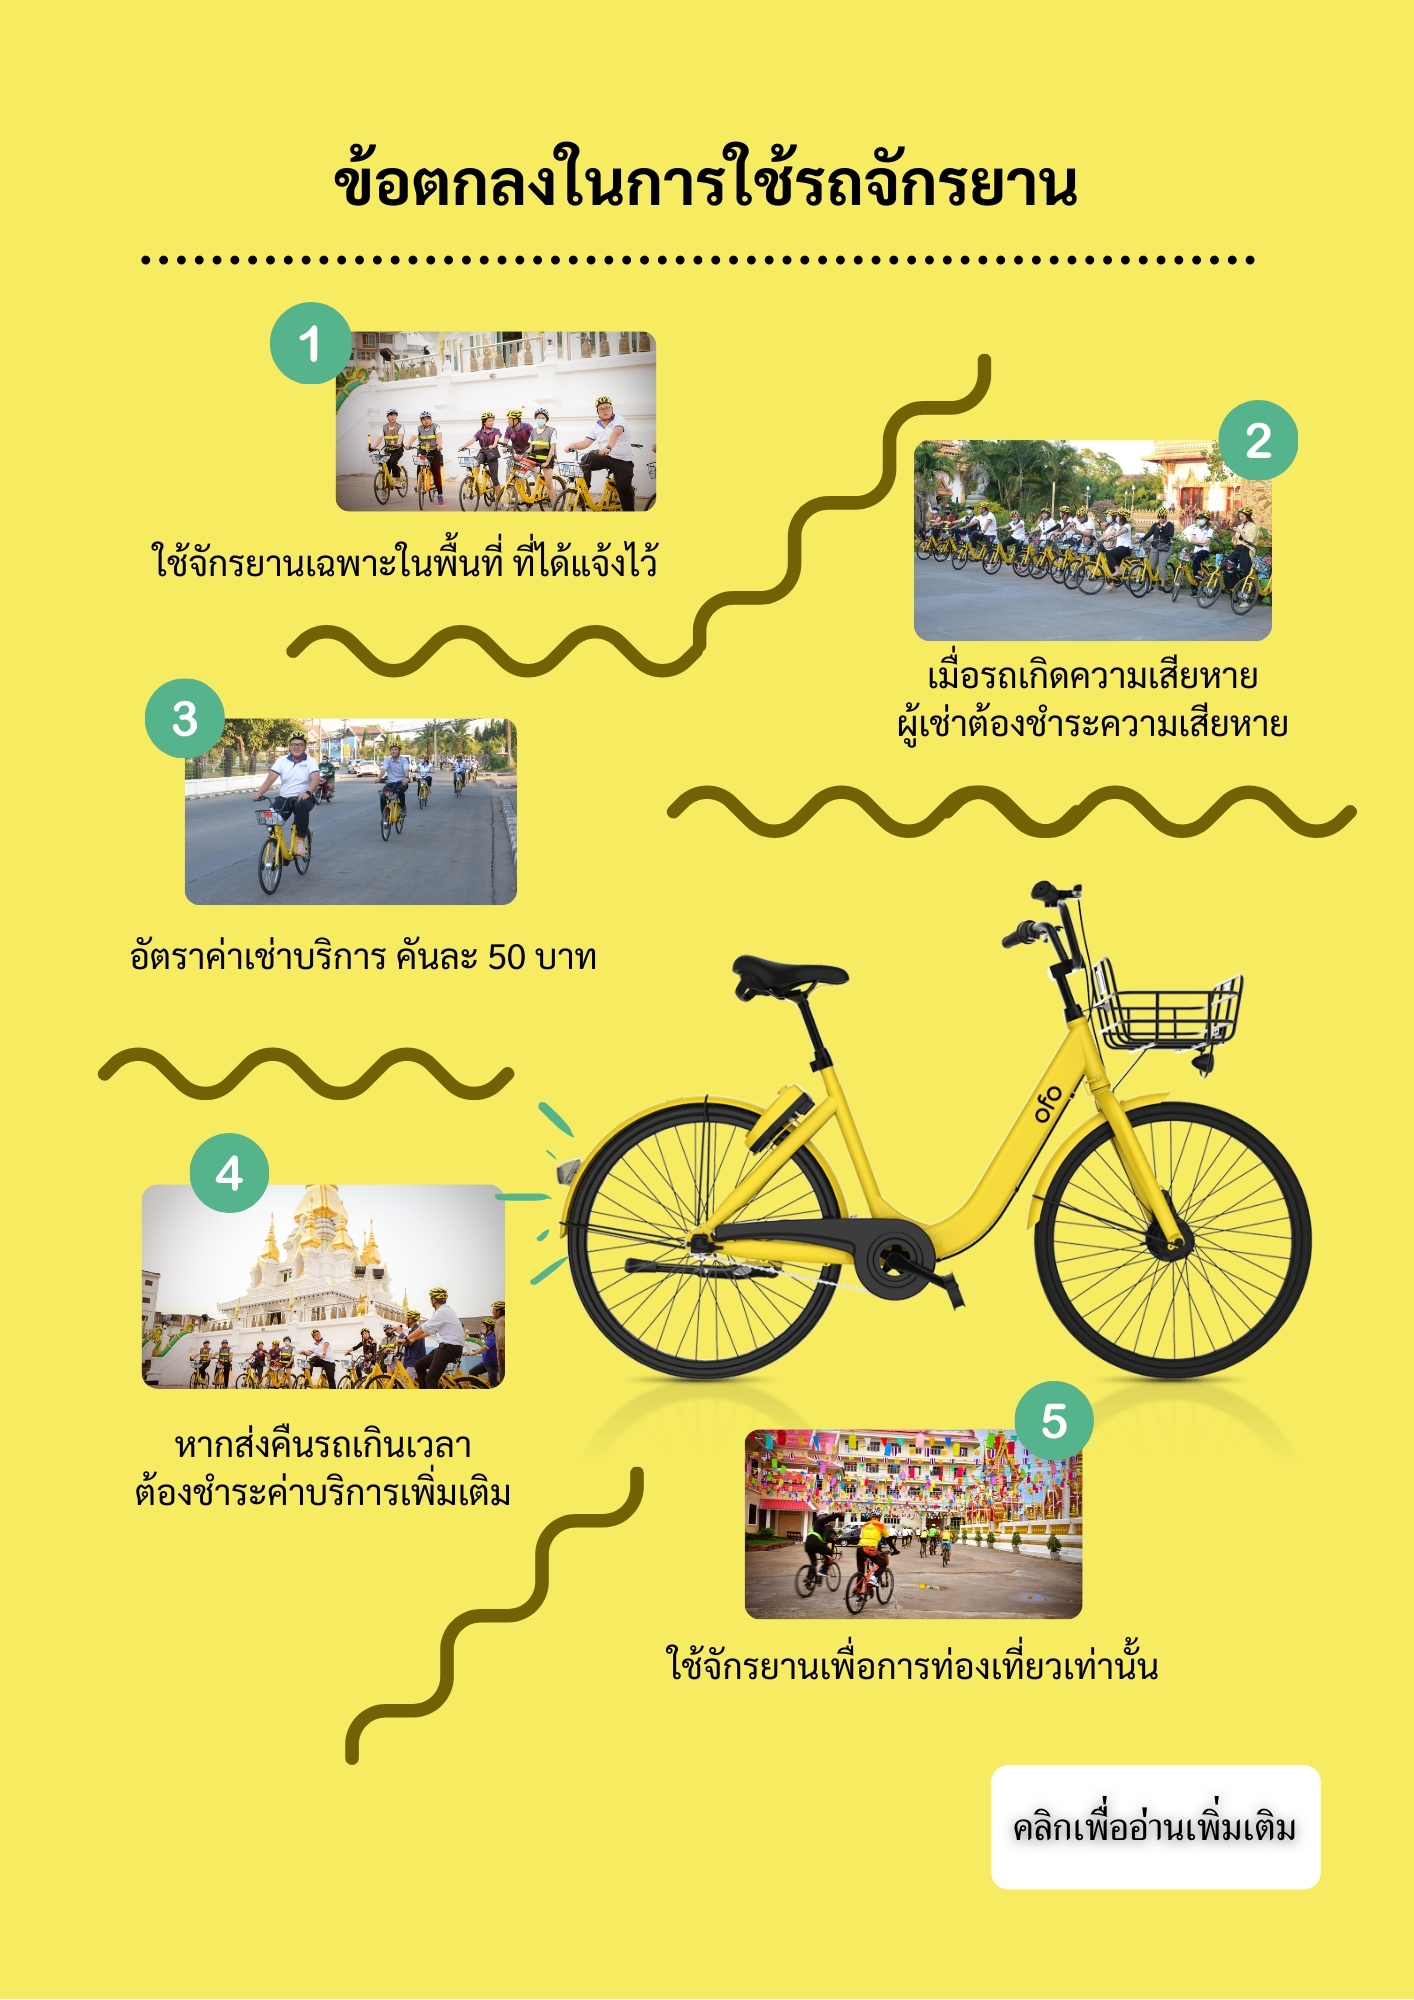 ข้อตกลงในการใช้รถจักรยาน
1
ใช้จักรยานเฉพาะในพื้นที่ ที่ได้แจ้งไว้
2
เมื่อรถเกิดความเสียหาย
ผู้เช่าต้องชำระความเสียหาย
3
อัตราค่าเช่าบริการ คันละ 50 บาท
ofo
4
หากส่งคืนรถเกินเวลา
ต้องชำระค่าบริการเพิ่มเติม
5
ใช้จักรยานเพื่อการท่องเที่ยวเท่านั้น
คลิกเพื่ออ่านเพิ่มเติม